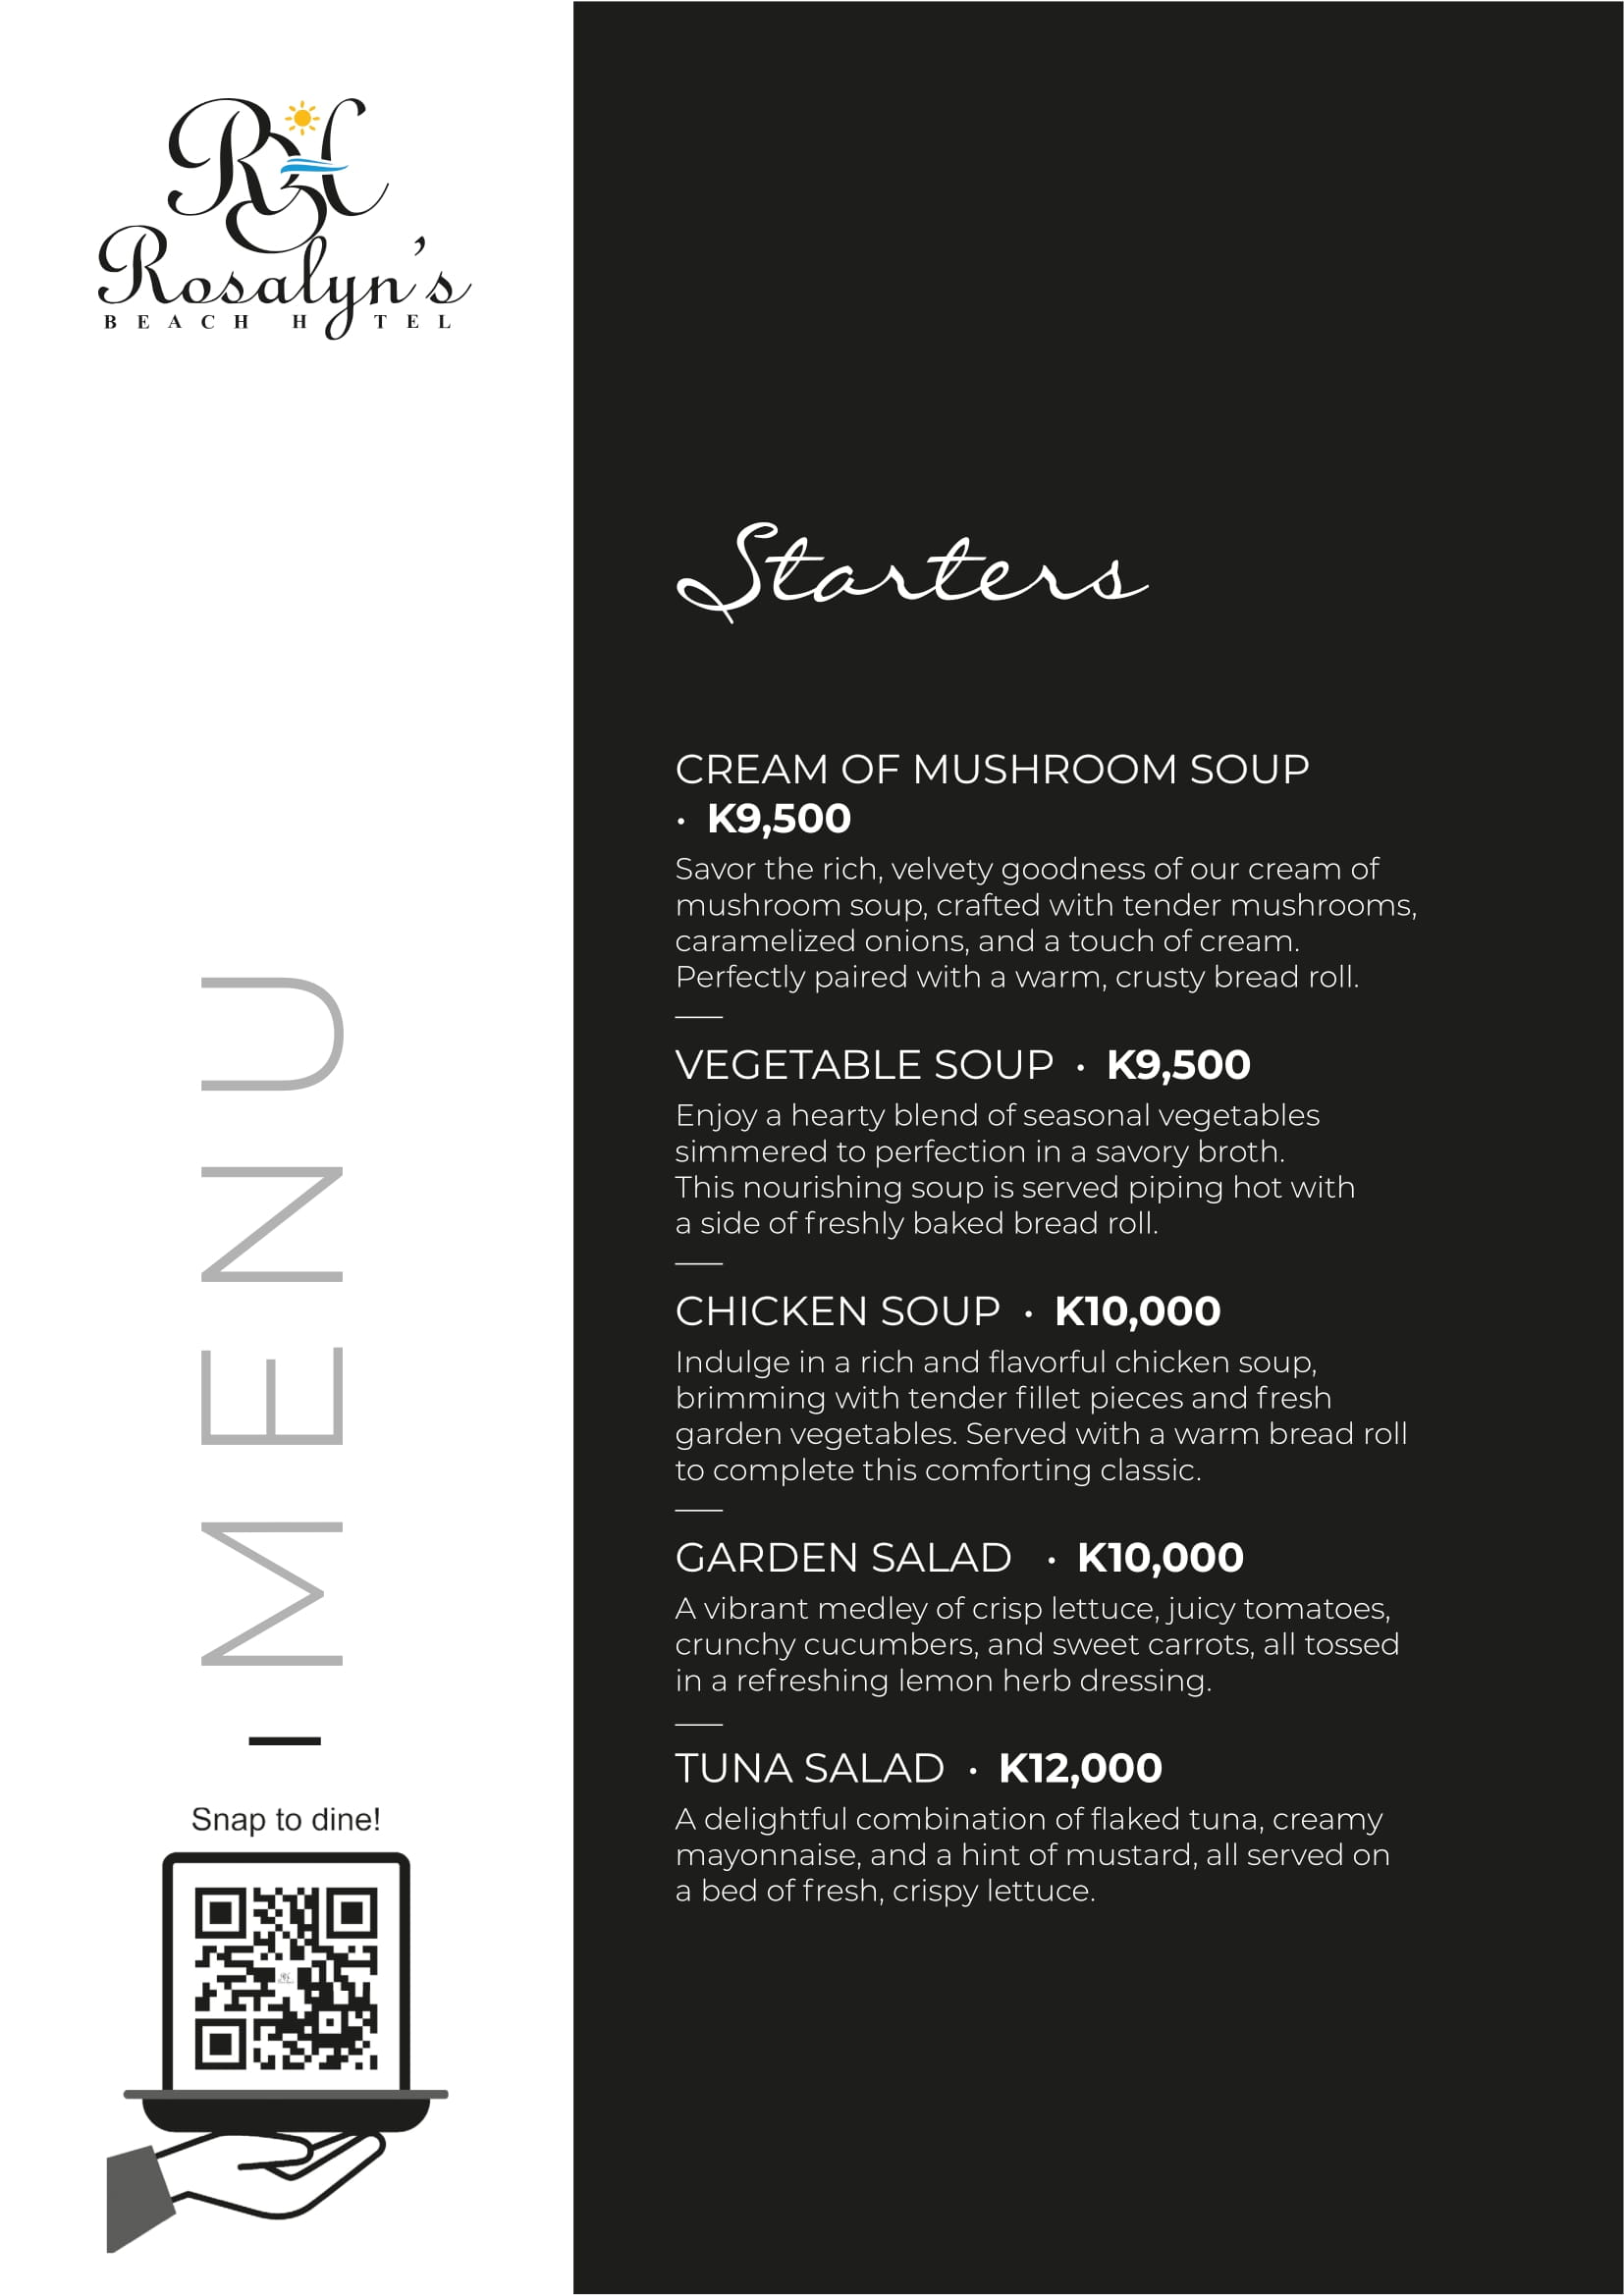 Rosalyn's
BEACH HOTEL
MENU
Snap to dine!
Starters
CREAM OF MUSHROOM SOUP
· K9,500
Savor the rich, velvety goodness of our cream of
mushroom soup, crafted with tender mushrooms,
caramelized onions, and a touch of cream.
Perfectly paired with a warm, crusty bread roll.
VEGETABLE SOUP · K9,500
Enjoy a hearty blend of seasonal vegetables
simmered to perfection in a savory broth.
This nourishing soup is served piping hot with
a side of freshly baked bread roll.
CHICKEN SOUP · K10,000
Indulge in a rich and flavorful chicken soup,
brimming with tender fillet pieces and fresh
garden vegetables. Served with a warm bread roll
to complete this comforting classic.
GARDEN SALAD · K10,000
A vibrant medley of crisp lettuce, juicy tomatoes,
crunchy cucumbers, and sweet carrots, all tossed
in a refreshing lemon herb dressing.
TUNA SALAD · K12,000
A delightful combination of flaked tuna, creamy
mayonnaise, and a hint of mustard, all served on
a bed of fresh, crispy lettuce.